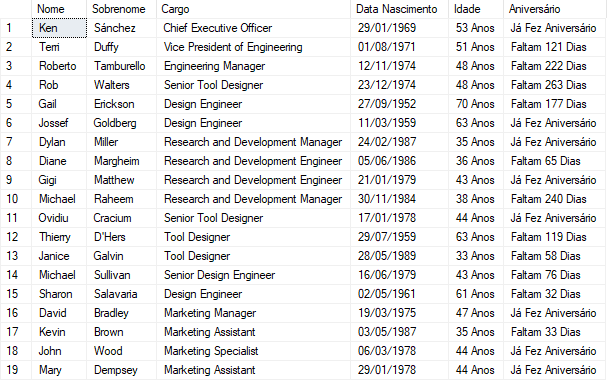 Nome Sobrenome Cargo Data Nascimento Idade Aniversário
1 Ken Sánchez Chief Executive Officer 29/01/1969 53 Anos Já Fez Aniversário
2 Terri Duffy Vice President of Engineering 01/08/1971 51 Anos Faltam 121 Dias
3 Roberto Tamburello Engineering Manager 12/11/1974 48 Anos Faltam 222 Dias
4 Rob Walters Senior Tool Designer 23/12/1974 48 Anos Faltam 263 Dias
5 Gail Erickson Design Engineer 27/09/1952 70 Anos Faltam 177 Dias
6 Jossef Goldberg Design Engineer 11/03/1959 63 Anos Já Fez Aniversário
7 Dylan Miller Research and Development Manager 24/02/1987 35 Anos Já Fez Aniversário
8 Diane Margheim Research and Development Engineer 05/06/1986 36 Anos Faltam 65 Dias
9 Gigi Matthew Research and Development Engineer 21/01/1979 43 Anos Já Fez Aniversário
10 Michael Raheem Research and Development Manager 30/11/1984 38 Anos Faltam 240 Dias
11 Ovidiu Cracium Senior Tool Designer 17/01/1978 44 Anos Já Fez Aniversário
12 Thierry D'Hers Tool Designer 29/07/1959 63 Anos Faltam 119 Dias
13 Janice Galvin Tool Designer 28/05/1989 33 Anos Faltam 58 Dias
14 Michael Sullivan Senior Design Engineer 16/06/1979 43 Anos Faltam 76 Dias
15 Sharon Salavaria Design Engineer 02/05/1961 61 Anos Faltam 32 Dias
16 David Bradley Marketing Manager 19/03/1975 47 Anos Já Fez Aniversário
17 Kevin Brown Marketing Assistant 03/05/1987 35 Anos Faltam 33 Dias
18 John Wood Marketing Specialist 06/03/1978 44 Anos Já Fez Aniversário
19 Mary Dempsey Marketing Assistant 29/01/1978 44 Anos Já Fez Aniversário